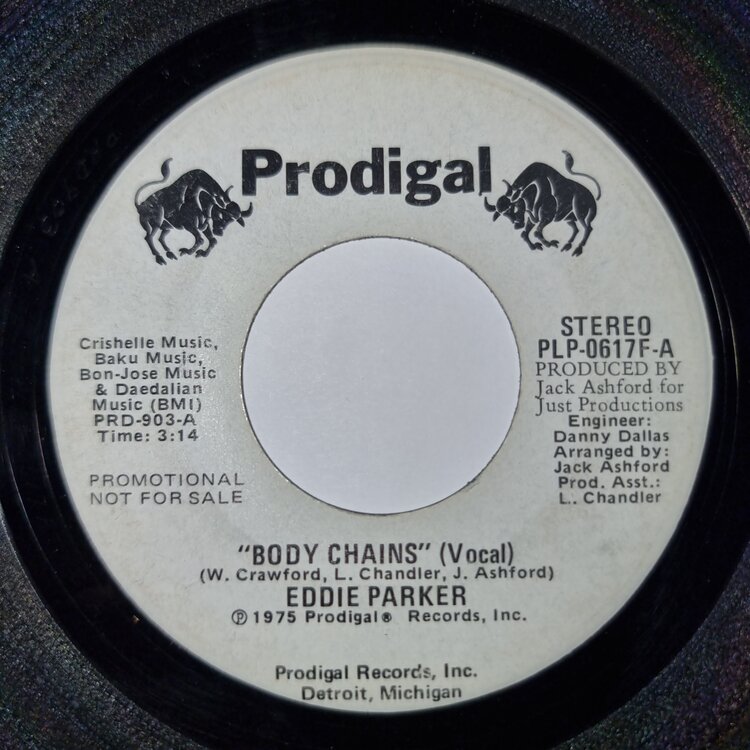 Prodigal
Crishelle Music,
Baku Music,
Bon-Jose Music
& Daedalian
Music (BMI)
PRD-903-A
Time: 3:14
PROMOTIONAL
NOT FOR SALE
STEREO
PLP-0617F-A
PRODUCED BY
Jack Ashford for
Just Productions
Engineer:
Danny Dallas
Arranged by:
Jack Ashford
Prod. Asst.:
L. Chandler
"BODY CHAINS" (Vocal)
(W. Crawford, L. Chandler, J. Ashford)
EDDIE PARKER
℗ 1975 Prodigal® Records, Inc.
Prodigal Records, Inc.
Detroit, Michigan